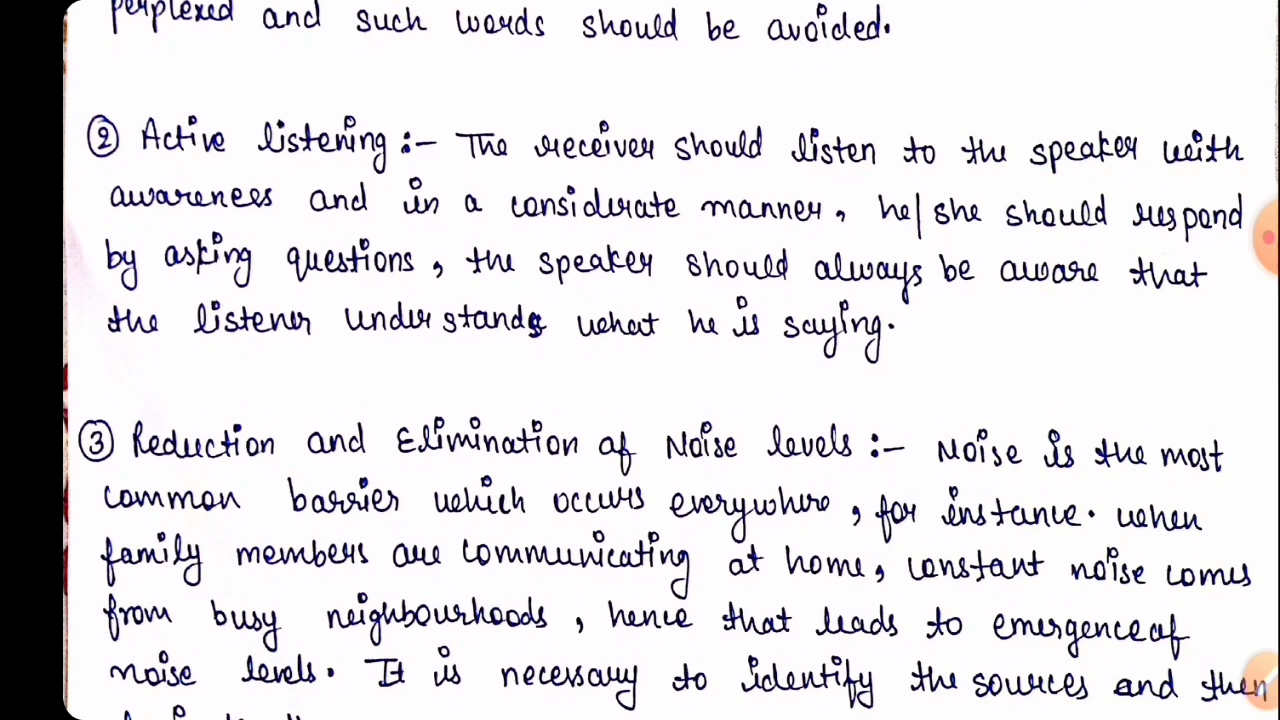 perplexed and such words should be avoided.
② Active listening :- The receiver should listen to the speaker with
awareness and in a considerate manner, he/she should respond
by asking questions, the speaker should always be aware that
the listener understands what he is saying.
③ Reduction and Elimination of Noise levels :- Noise is the most
common barrier which occurs everywhere, for instance. when
family members are communicating at home, constant noise comes
from busy neighbourhoods, hence that leads to emergence of
noise levels. It is necessary to identify the sources and then